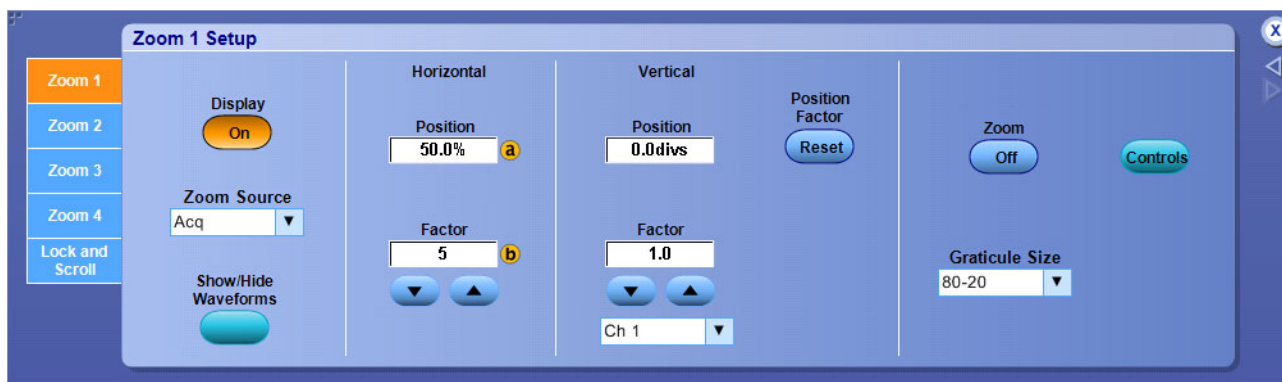 Zoom 1 Setup
X
Zoom 1
Zoom 2
Zoom 3
Zoom 4
Lock and
Scroll
Display
On
Zoom Source
Acq
Show/Hide
Waveforms
Horizontal
Position
50.0%
a
Factor
5
b
Vertical
Position
0.0divs
Factor
1.0
Ch 1
Position
Factor
Reset
Zoom
Off
Graticule Size
80-20
Controls